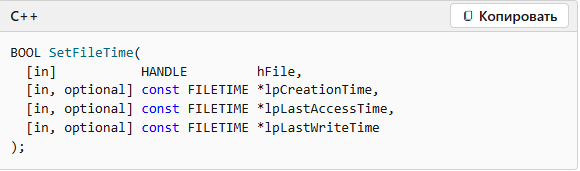 C++
Копировать
BOOL SetFileTime(
  [in]           HANDLE         hFile,
  [in, optional] const FILETIME *lpCreationTime,
  [in, optional] const FILETIME *lpLastAccessTime,
  [in, optional] const FILETIME *lpLastWriteTime
);